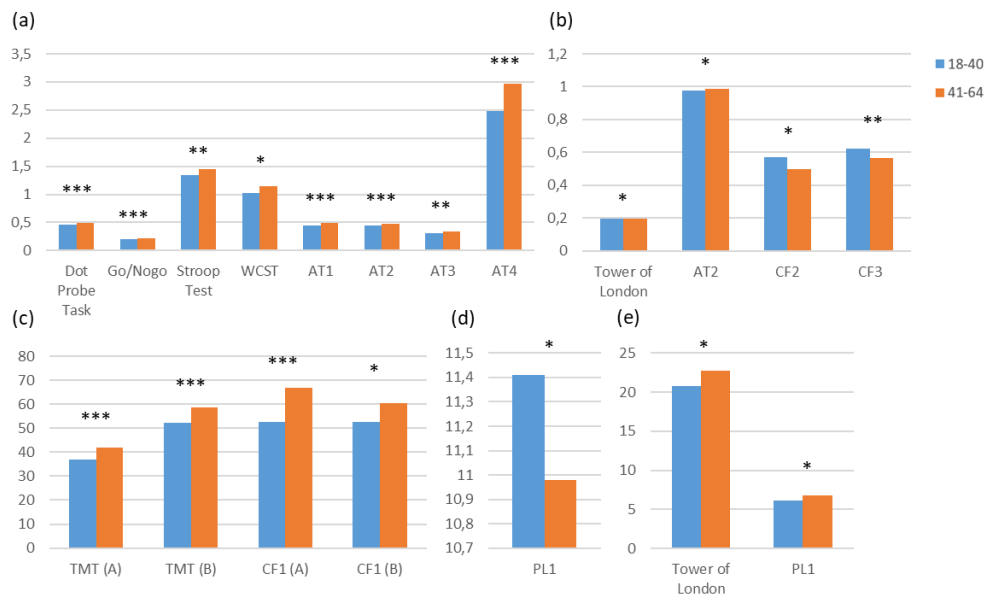 (a)
3,5
3
2,5
2
1,5
1
0,5
0
***
***
**
*
***
***
**
***
Dot
Probe
Task
Go/Nogo
Stroop
Test
WCST
AT1
AT2
AT3
AT4
(b)
1,2
1
0,8
0,6
0,4
0,2
0
*
*
*
**
Tower of
London
AT2
CF2
CF3
18-40
41-64
(c)
80
70
60
50
40
30
20
10
0
***
***
***
*
TMT (A)
TMT (B)
CF1 (A)
CF1 (B)
(d)
11,5
11,4
11,3
11,2
11,1
11
10,9
10,8
10,7
*
PL1
(e)
25
20
15
10
5
0
*
*
Tower of
London
PL1